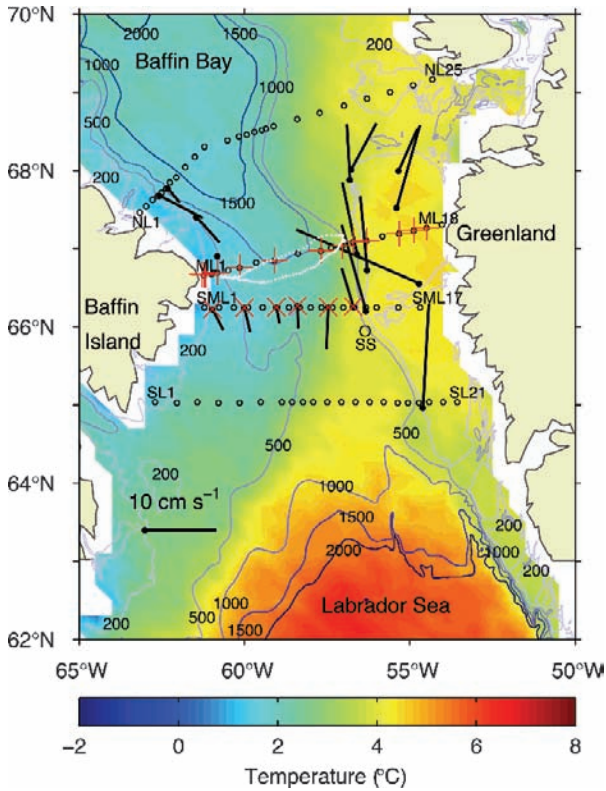 70°N
2000
1500
200
1000
Baffin Bay
1000
NL25
500
68°N
200
1500
NL1
ML18
Greenland
ML1
SML1
SML17
Baffin
66°N
Island
200
SS
SL1
SL21
500
500
64°N
200
1000
10 cm s⁻¹
1500
200
2000
1000
200
500
1000
Labrador Sea
200
1500
62°N
65°W
60°W
55°W
50°W
−2
0
2
4
6
8
Temperature (°C)